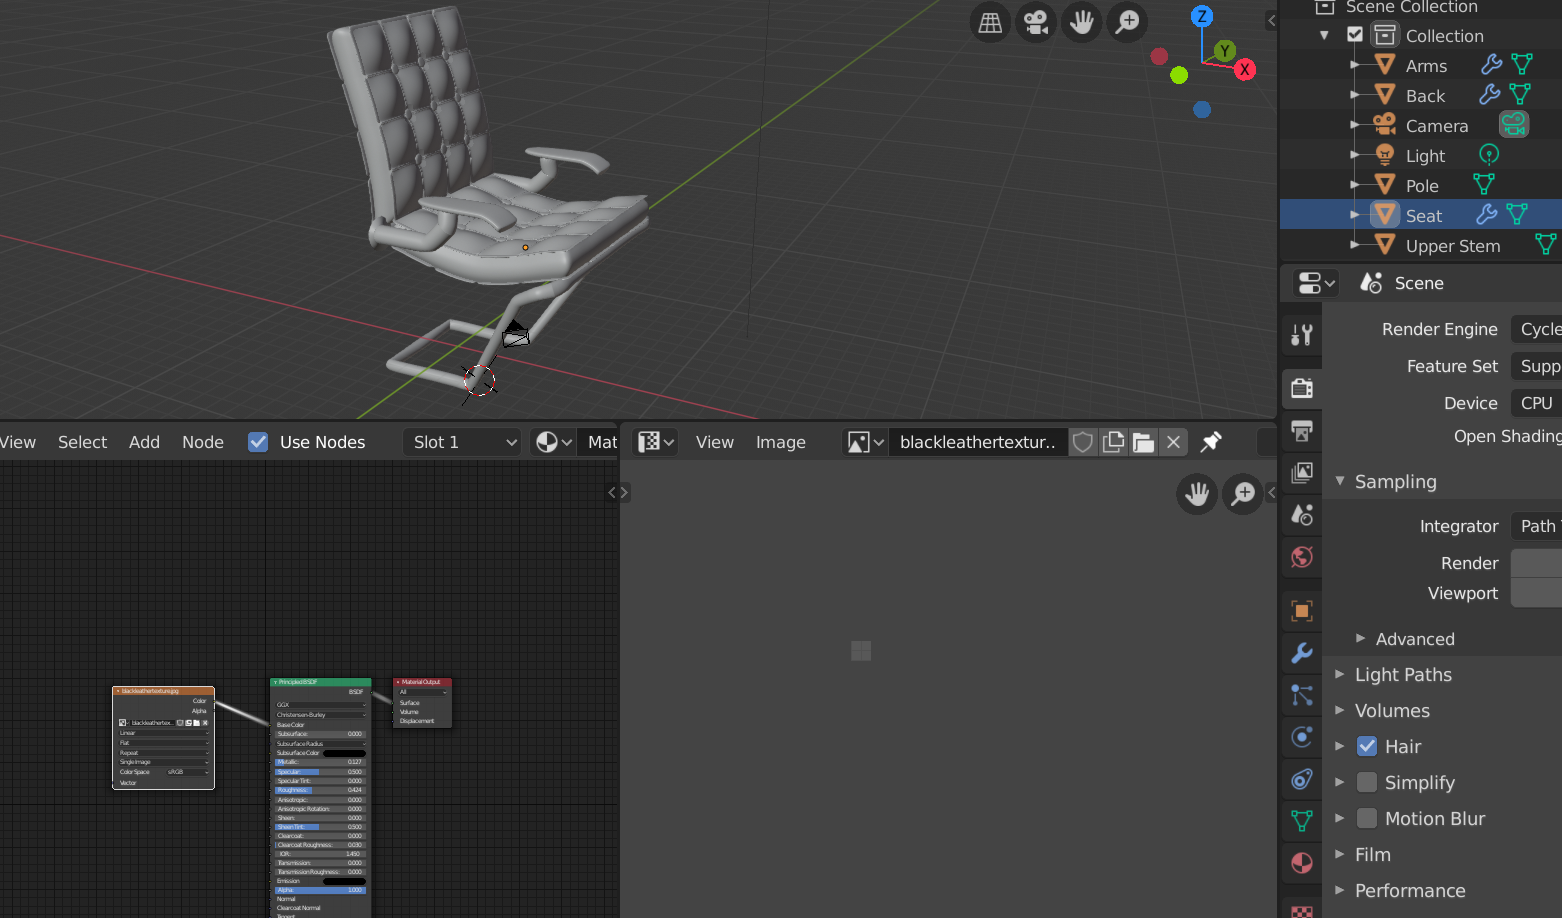 Z
Y
X
Scene Collection
Collection
Arms
Back
Camera
Light
Pole
Seat
Upper Stem
Scene
Render Engine Cycle
Feature Set Supp
Device CPU
Open Shading
Sampling
Integrator Path
Render
Viewport
Advanced
Light Paths
Volumes
Hair
Simplify
Motion Blur
Film
Performance
View Select Add Node Use Nodes Slot 1 Mat
View Image blackleathertextur..
blackleathertexture.jpg
Color
Alpha
blackleathertex...
Linear
Flat
Repeat
Single Image
Color Space sRGB
Vector
Principled BSDF
BSDF
GGX
Christensen-Burley
Base Color
Subsurface: 0.000
Subsurface Radius
Subsurface Color
Metallic: 0.127
Specular: 0.500
Specular Tint: 0.000
Roughness: 0.424
Anisotropic: 0.000
Anisotropic Rotation: 0.000
Sheen: 0.000
Sheen Tint: 0.500
Clearcoat: 0.000
Clearcoat Roughness: 0.030
IOR: 1.450
Transmission: 0.000
Transmission Roughness: 0.000
Emission
Alpha: 1.000
Normal
Clearcoat Normal
Tangent
Material Output
All
Surface
Volume
Displacement